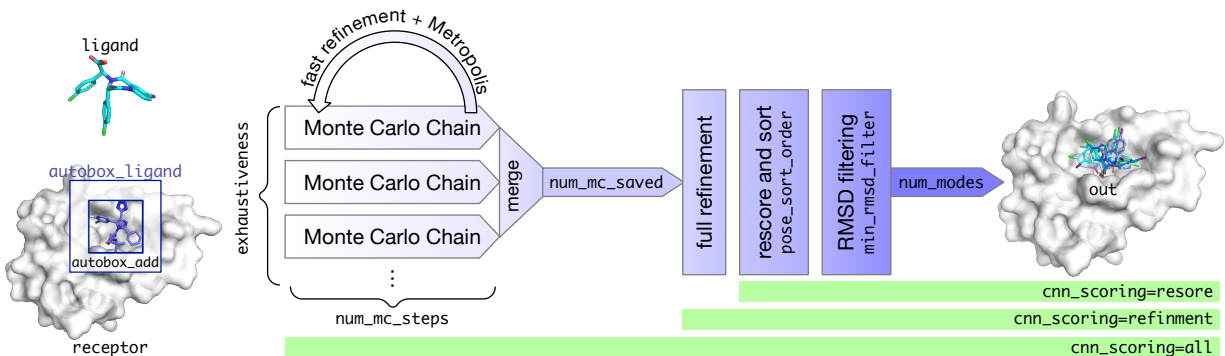 ligand
autobox_ligand
autobox_add
receptor
fast refinement + Metropolis
exhaustiveness
Monte Carlo Chain
Monte Carlo Chain
Monte Carlo Chain
...
num_mc_steps
merge
num_mc_saved
full refinement
rescore and sort
pose_sort_order
RMSD filtering
min_rmsd_filter
num_modes
out
cnn_scoring=resore
cnn_scoring=refinment
cnn_scoring=all